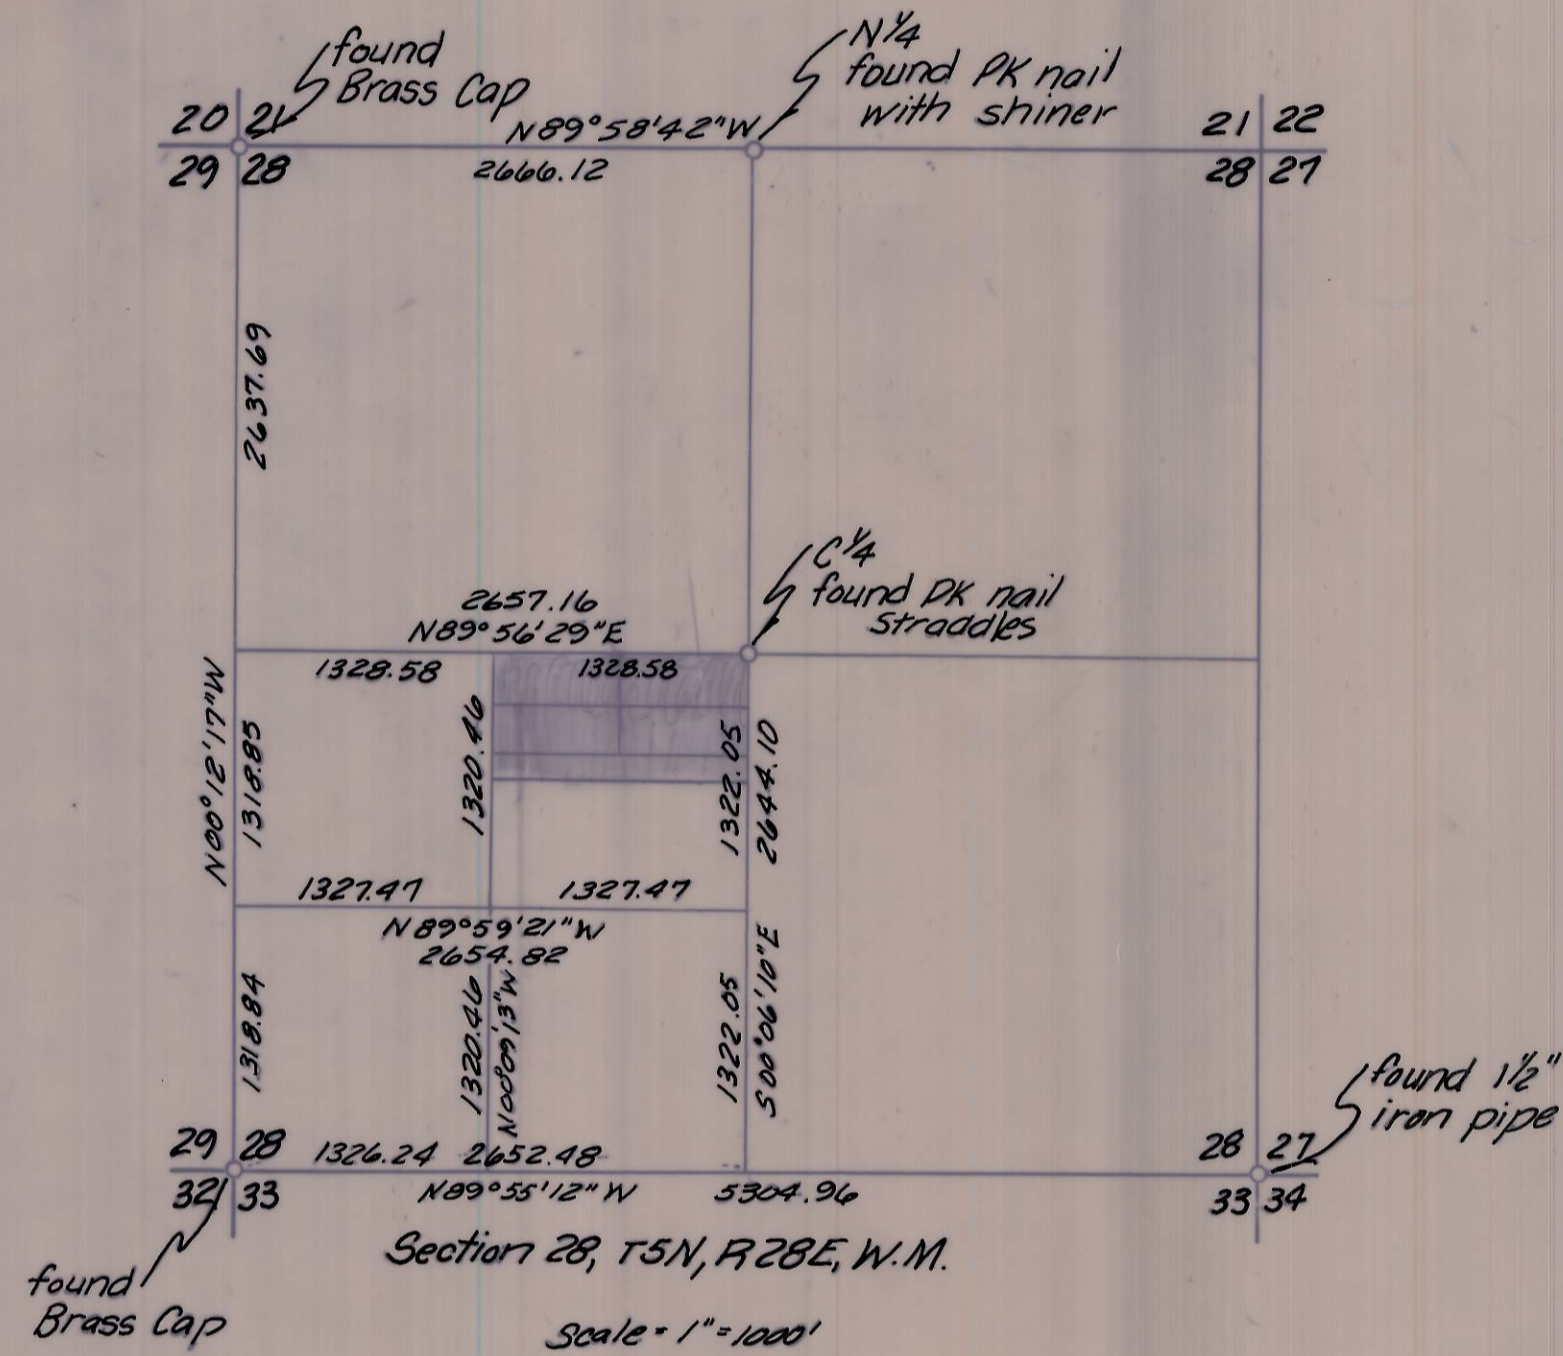 found
Brass Cap
N¼
found PK nail
with shiner
20 21
29 28
N89°58'42"W
2666.12
21 22
28 27
2637.69
C¼
found PK nail
Straddles
2657.16
N89°56'29"E
1328.58
1328.58
N00°12'17"W
1318.85
1320.46
1322.05
2644.10
1327.47
1327.47
N89°59'21"W
2654.82
1318.84
1320.46
N00°09'13"W
1322.05
S00°06'10"E
found 1½"
iron pipe
29 28
32 33
1326.24
2652.48
28 27
33 34
N89°55'12"W
5304.96
Section 28, T5N, R28E, W.M.
found
Brass Cap
Scale - 1" = 1000'